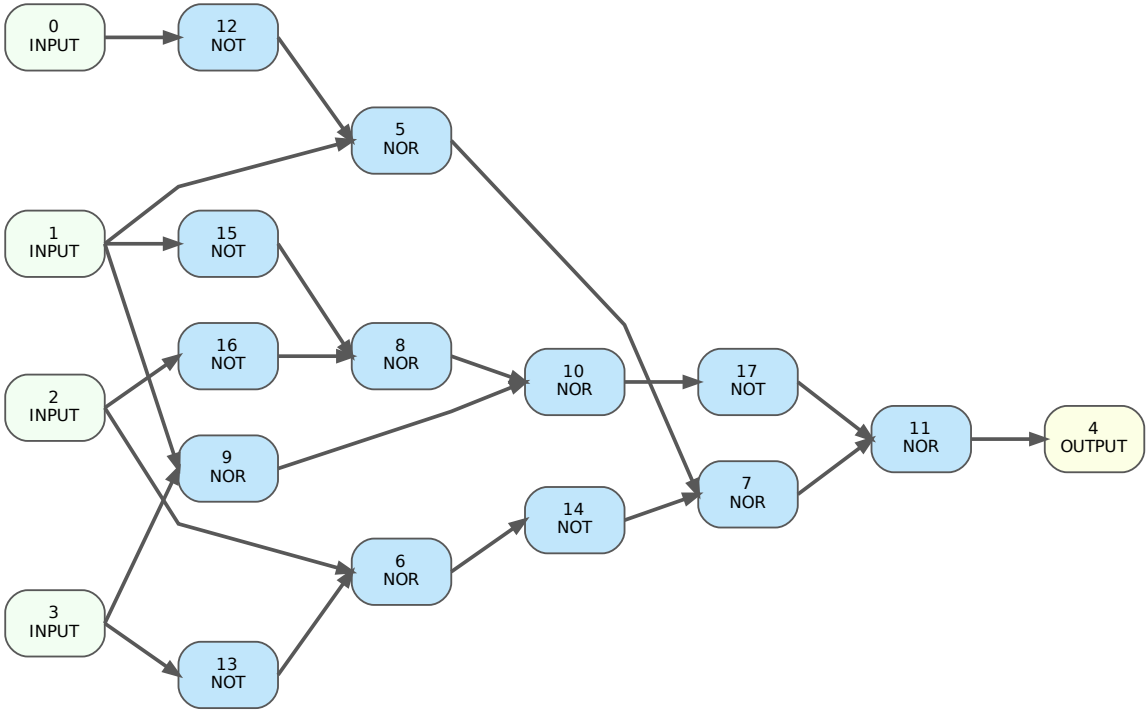 0
INPUT
12
NOT
5
NOR
1
INPUT
15
NOT
16
NOT
8
NOR
10
NOR
17
NOT
2
INPUT
11
NOR
4
OUTPUT
9
NOR
7
NOR
14
NOT
6
NOR
3
INPUT
13
NOT